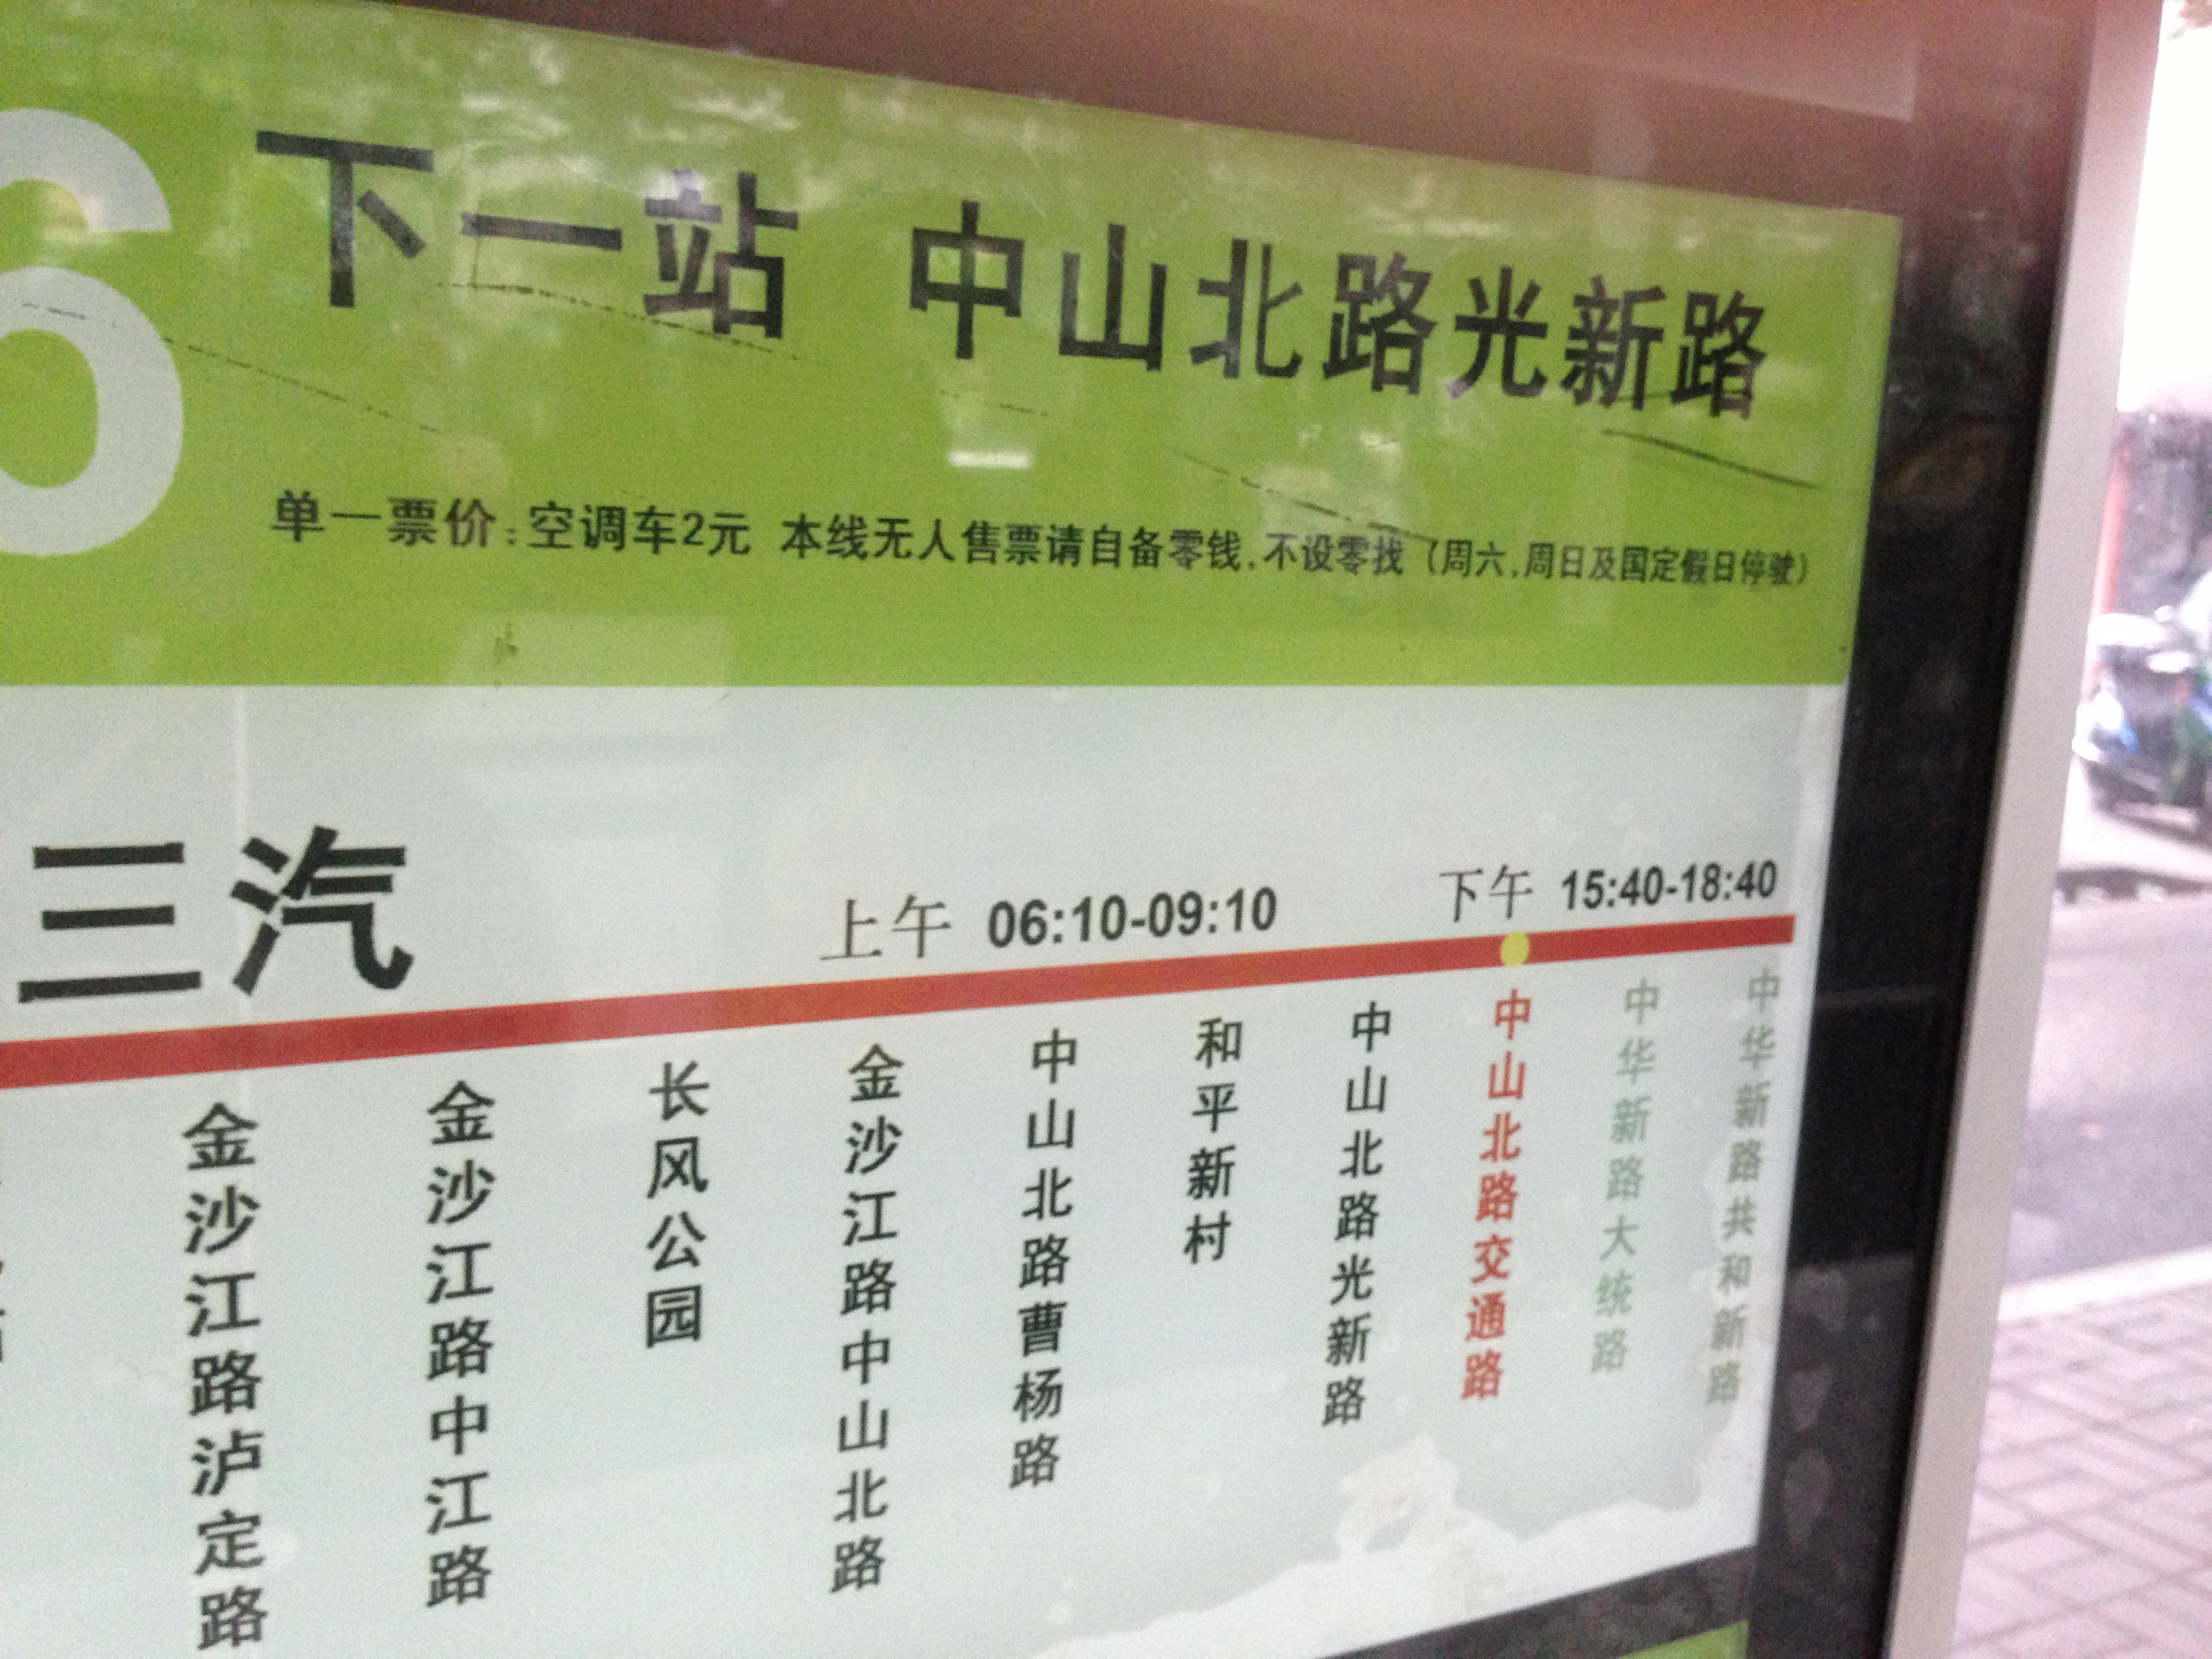 6
下一站 中山北路光新路
单一票价:空调车2元 本线无人售票请自备零钱,不设零找（周六,周日及国定假日停驶）
三汽
上午 06:10-09:10 下午 15:40-18:40
金沙江路泸定路
金沙江路中江路
长风公园
金沙江路中山北路
中山北路曹杨路
和平新村
中山北路光新路
中山北路交通路
中华新路大统路
中华新路共和新路